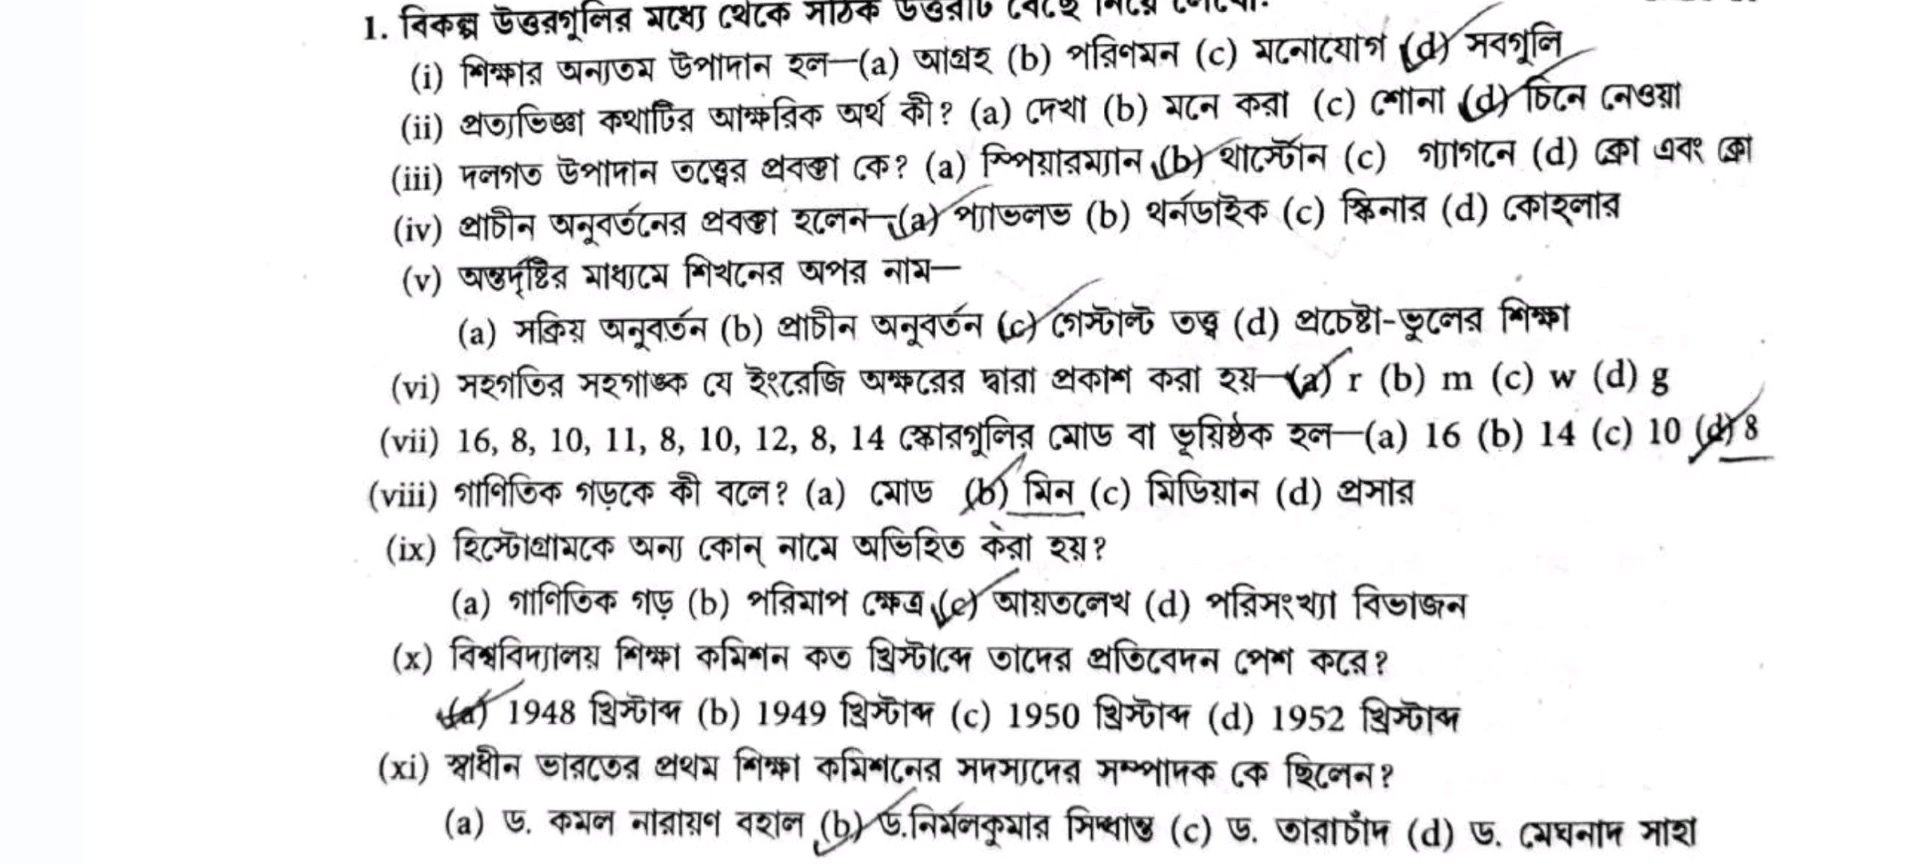 1. বিকল্প উত্তরগুলির মধ্যে থেকে সঠিক উত্তরটি বেছে নিয়ে লেখো:
(i) শিক্ষার অন্যতম উপাদান হল—(a) আগ্রহ (b) পরিণমন (c) মনোযোগ (d) সবগুলি
(ii) প্রত্যভিজ্ঞা কথাটির আক্ষরিক অর্থ কী? (a) দেখা (b) মনে করা (c) শোনা (d) চিনে নেওয়া
(iii) দলগত উপাদান তত্ত্বের প্রবক্তা কে? (a) স্পিয়ারম্যান (b) থার্স্টোন (c) গ্যাগনে (d) ক্রো এবং ক্রো
(iv) প্রাচীন অনুবর্তনের প্রবক্তা হলেন—(a) প্যাভলভ (b) থর্নডাইক (c) স্কিনার (d) কোহ্‌লার
(v) অন্তর্দৃষ্টির মাধ্যমে শিখনের অপর নাম—
(a) সক্রিয় অনুবর্তন (b) প্রাচীন অনুবর্তন (c) গেস্টাল্ট তত্ত্ব (d) প্রচেষ্টা-ভুলের শিক্ষা
(vi) সহগতির সহগাঙ্ক যে ইংরেজি অক্ষরের দ্বারা প্রকাশ করা হয়—(a) r (b) m (c) w (d) g
(vii) 16, 8, 10, 11, 8, 10, 12, 8, 14 স্কোরগুলির মোড বা ভূয়িষ্ঠক হল—(a) 16 (b) 14 (c) 10 (d) 8
(viii) গাণিতিক গড়কে কী বলে? (a) মোড (b) মিন (c) মিডিয়ান (d) প্রসার
(ix) হিস্টোগ্রামকে অন্য কোন্ নামে অভিহিত করা হয়?
(a) গাণিতিক গড় (b) পরিমাপ ক্ষেত্র (c) আয়তলেখ (d) পরিসংখ্যা বিভাজন
(x) বিশ্ববিদ্যালয় শিক্ষা কমিশন কত খ্রিস্টাব্দে তাদের প্রতিবেদন পেশ করে?
(a) 1948 খ্রিস্টাব্দ (b) 1949 খ্রিস্টাব্দ (c) 1950 খ্রিস্টাব্দ (d) 1952 খ্রিস্টাব্দ
(xi) স্বাধীন ভারতের প্রথম শিক্ষা কমিশনের সদস্যদের সম্পাদক কে ছিলেন?
(a) ড. কমল নারায়ণ বহাল (b) ড.নির্মলকুমার সিদ্ধান্ত (c) ড. তারাচাঁদ (d) ড. মেঘনাদ সাহা